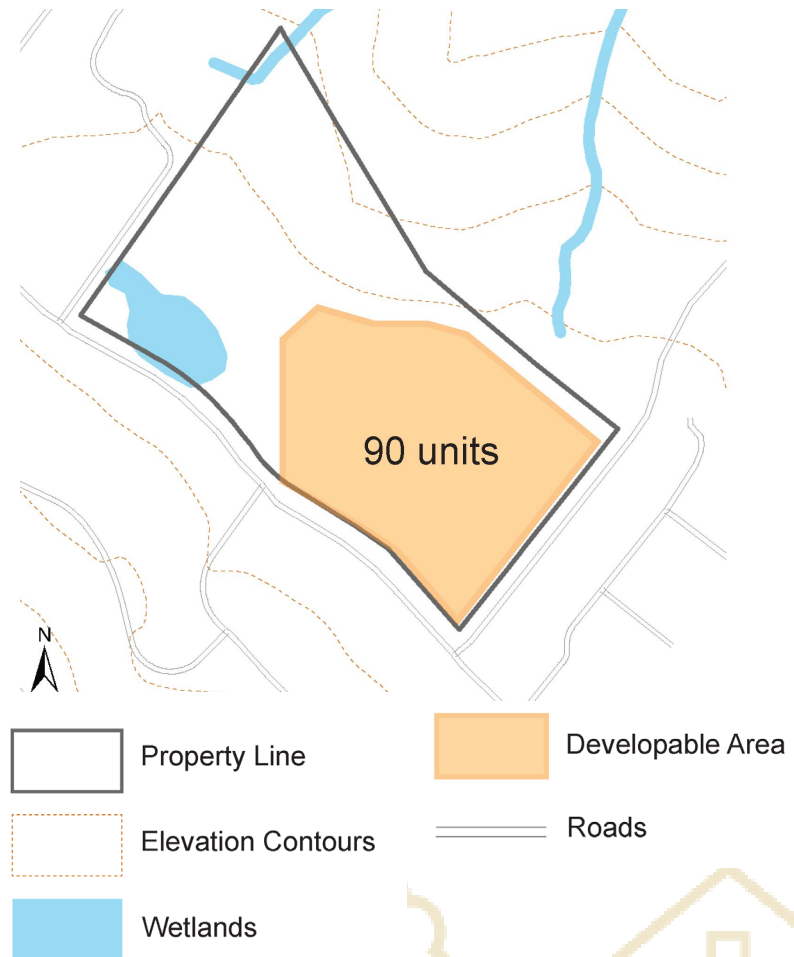 90 units
N
Property Line
Elevation Contours
Wetlands
Developable Area
Roads